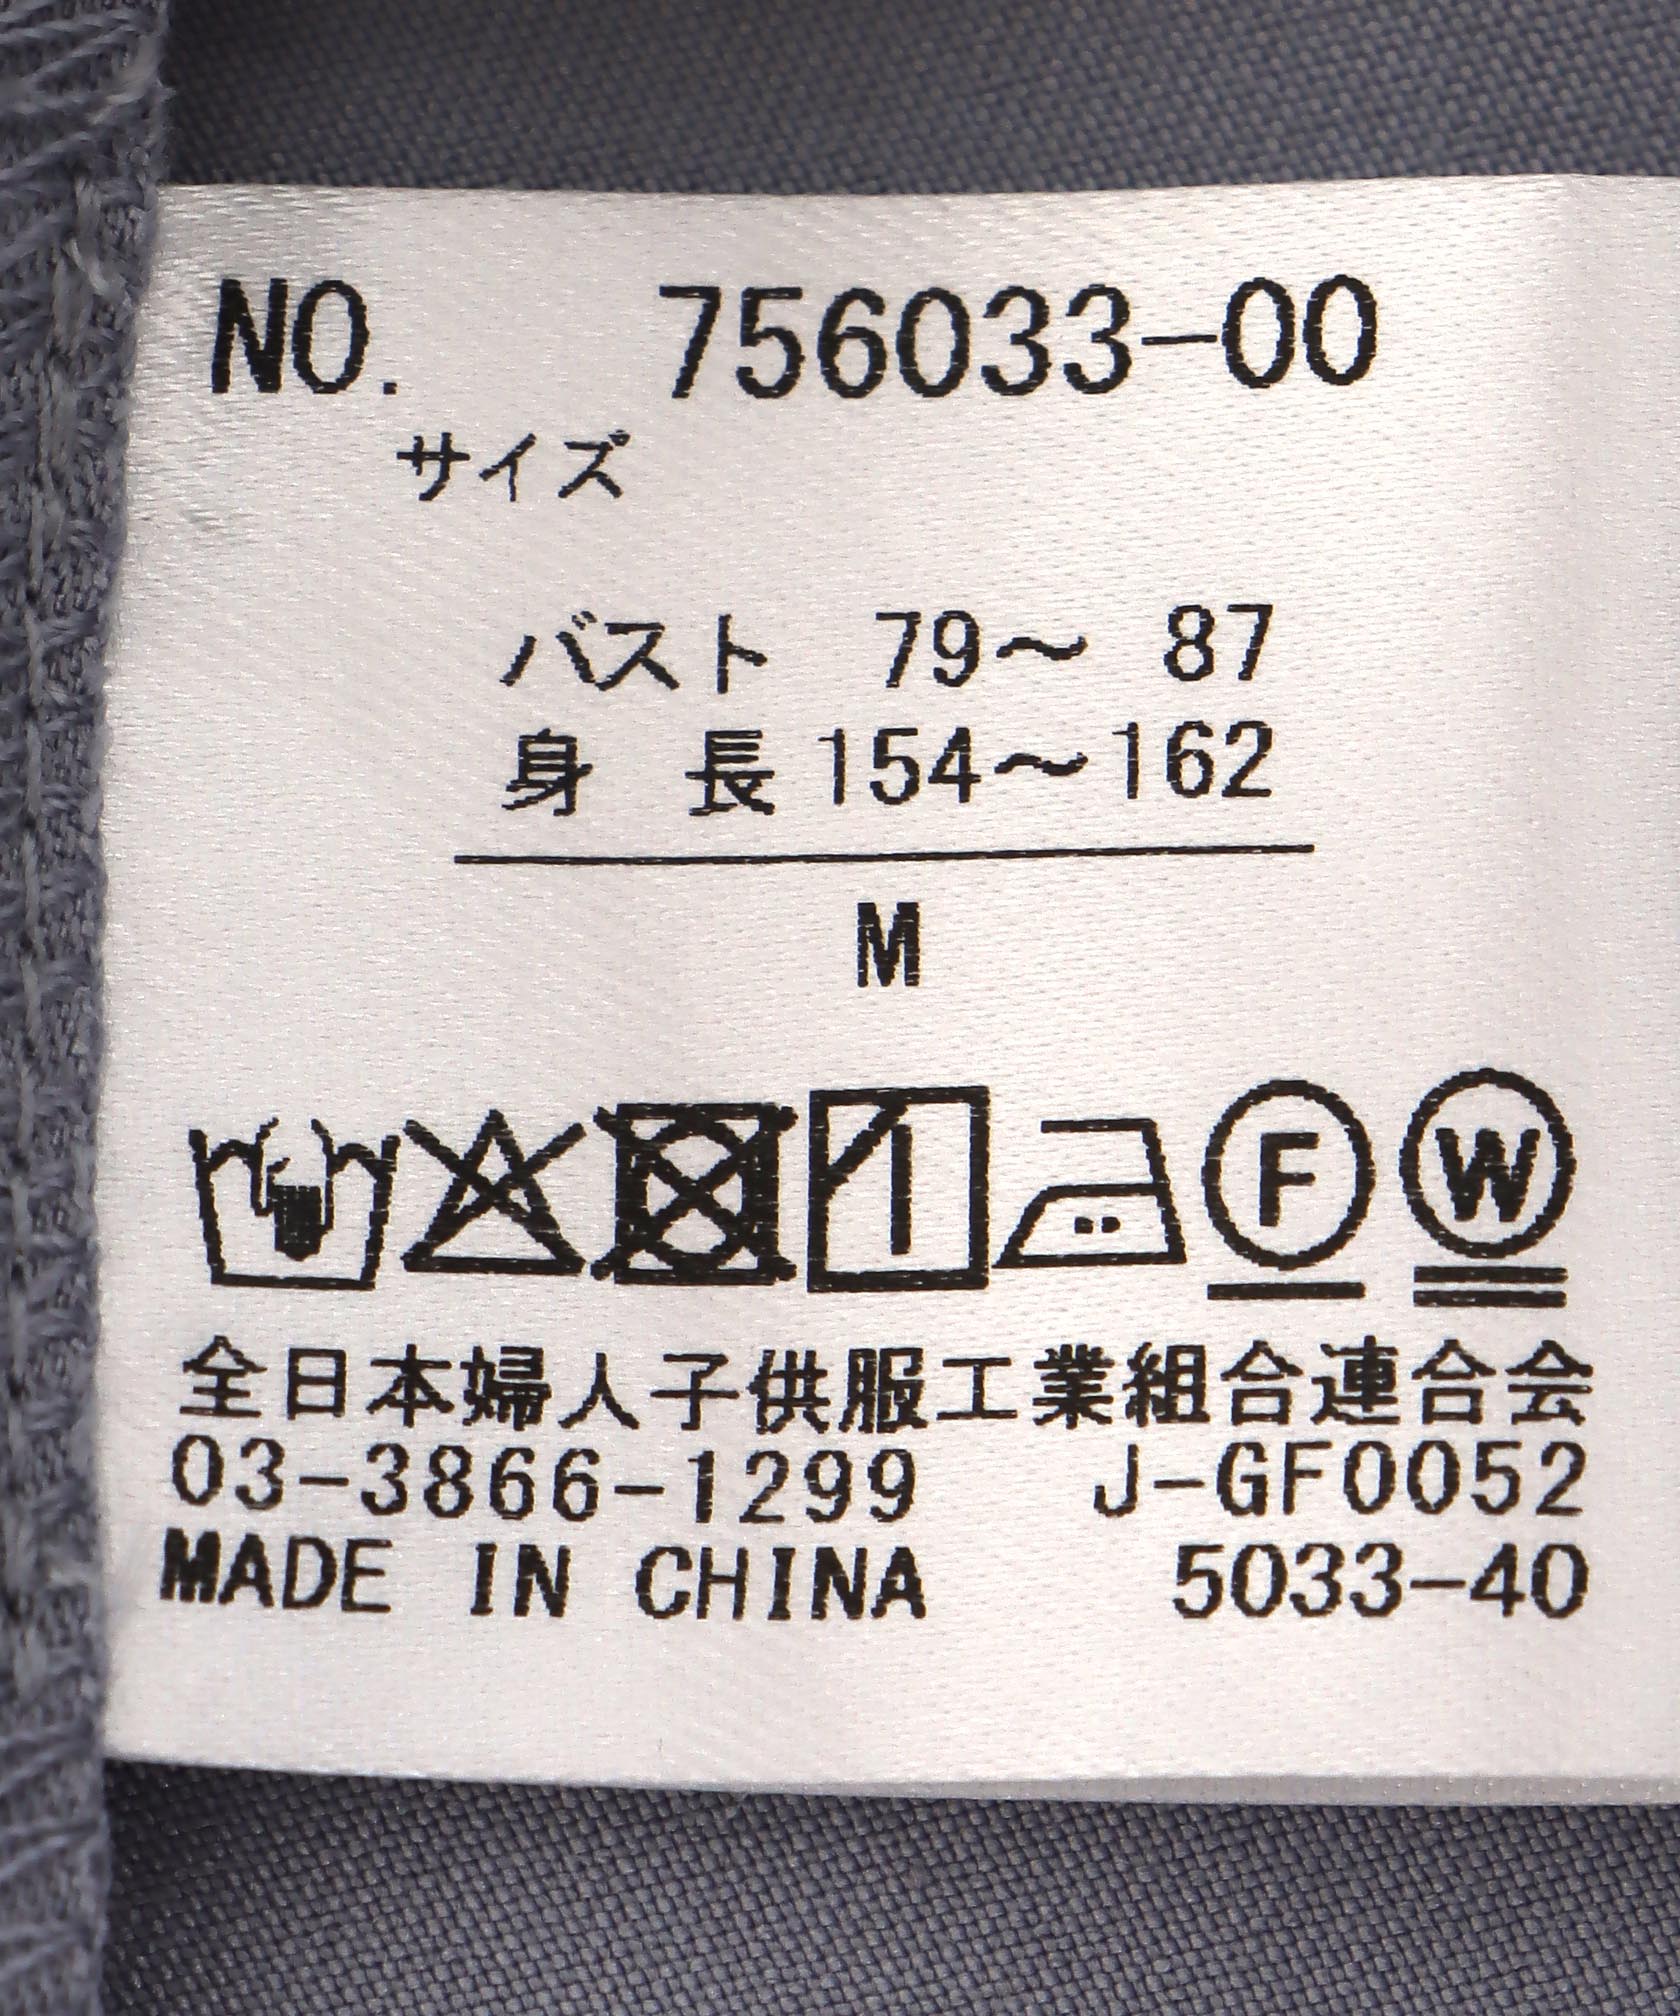 NO. 756033-00
サイズ
バスト 79～ 87
身 長 154～162
M
F W
全日本婦人子供服工業組合連合会
03-3866-1299 J-GF0052
MADE IN CHINA 5033-40